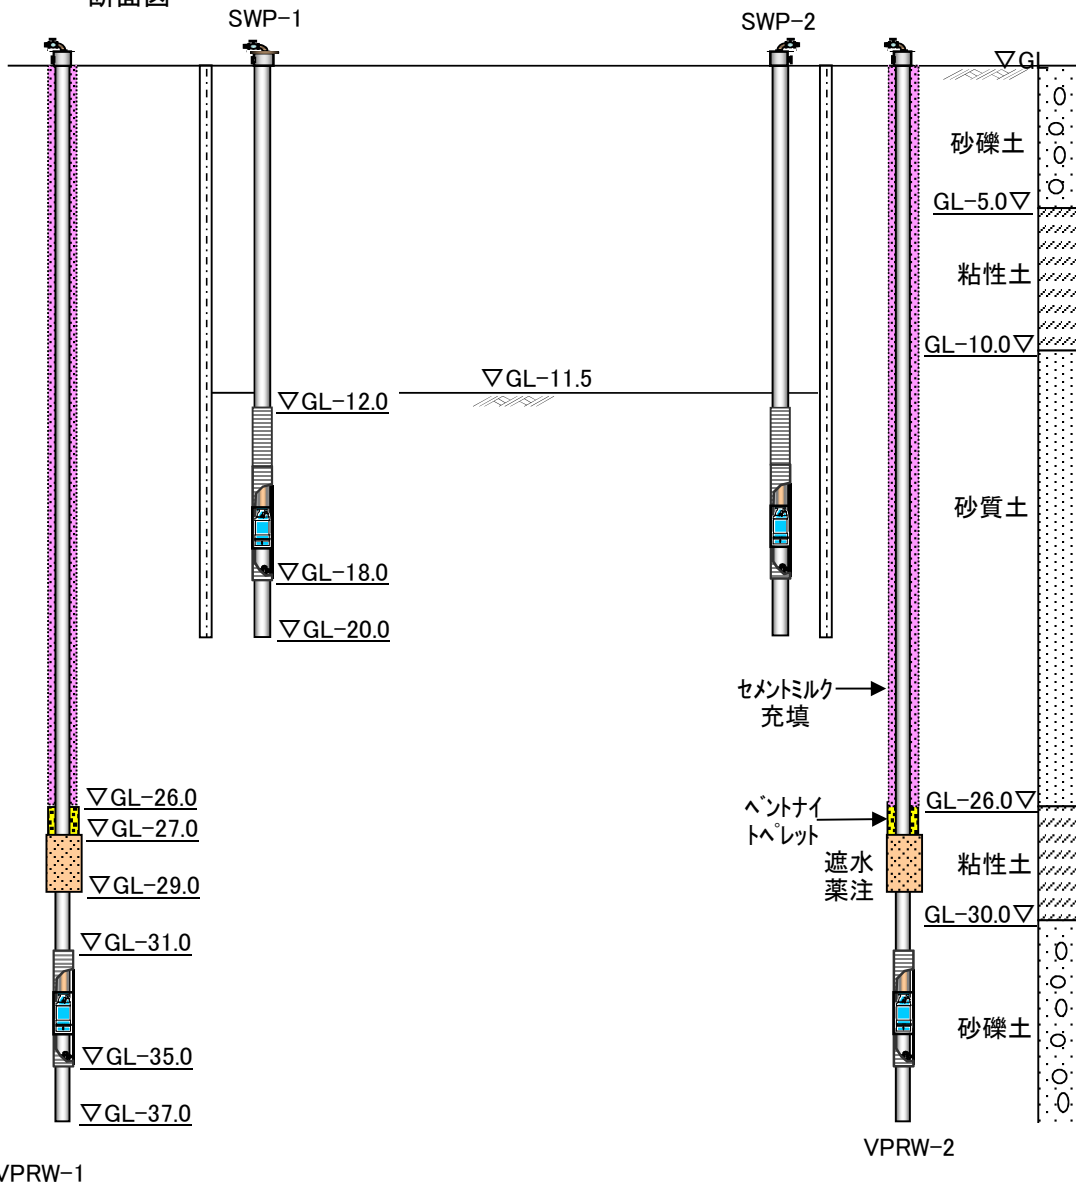 断面図
SWP-1
SWP-2
▽G
砂礫土
GL-5.0▽
粘性土
GL-10.0▽
▽GL-11.5
▽GL-12.0
砂質土
▽GL-18.0
▽GL-20.0
セメントミルク
充填
▽GL-26.0
GL-26.0▽
▽GL-27.0
ベントナイ
トペレット
遮水
薬注
粘性土
▽GL-29.0
GL-30.0▽
▽GL-31.0
砂礫土
▽GL-35.0
▽GL-37.0
VPRW-2
VPRW-1